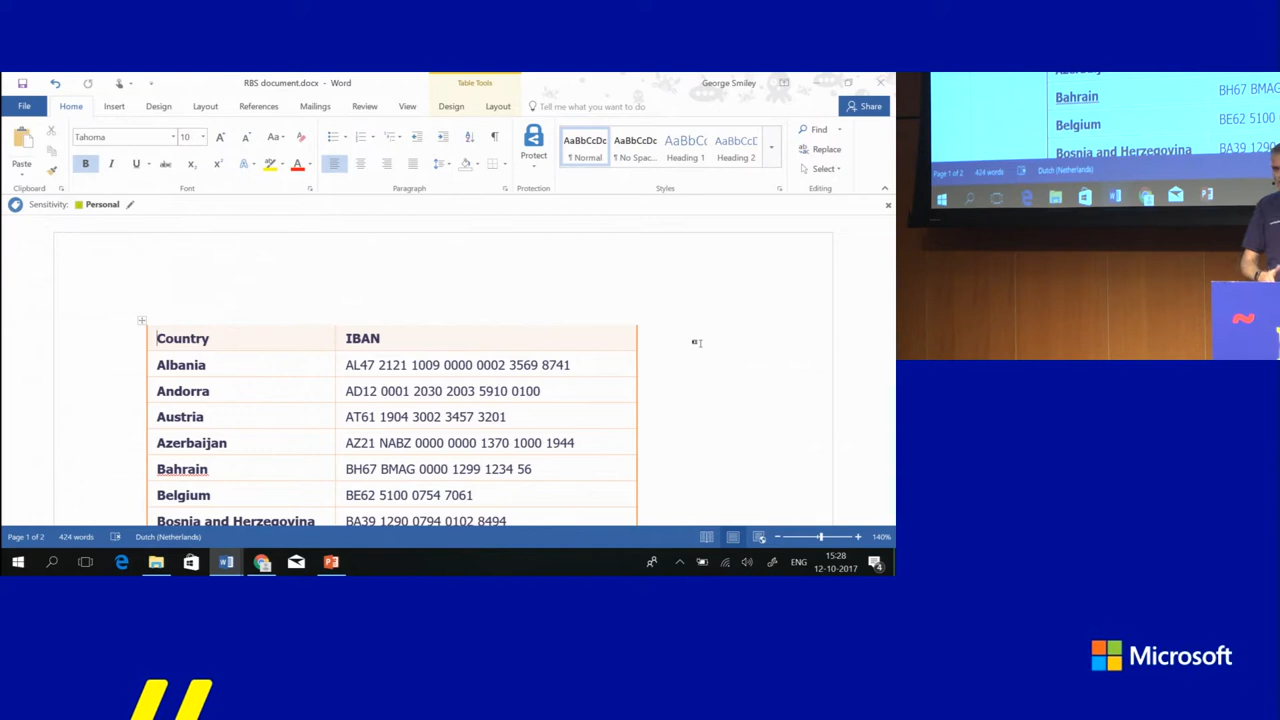 RBS document.docx - Word
Table Tools
George Smiley
File
Home
Insert
Design
Layout
References
Mailings
Review
View
Design
Layout
Tell me what you want to do
Share
Paste
Clipboard
Tahoma
10
Font
Paragraph
Protect
Protection
AaBbCcDc
¶ Normal
AaBbCcDc
¶ No Spac...
AaBbCc
Heading 1
AaBbCcE
Heading 2
Styles
Find
Replace
Select
Editing
Sensitivity: Personal
Country IBAN
Albania AL47 2121 1009 0000 0002 3569 8741
Andorra AD12 0001 2030 2003 5910 0100
Austria AT61 1904 3002 3457 3201
Azerbaijan AZ21 NABZ 0000 0000 1370 1000 1944
Bahrain BH67 BMAG 0000 1299 1234 56
Belgium BE62 5100 0754 7061
Bosnia and Herzegovina BA39 1290 0794 0102 8494
Page 1 of 2
424 words
Dutch (Netherlands)
140%
ENG
15:28
12-10-2017
4
Bahrain BH67 BMAG
Belgium BE62 5100
Bosnia and Herzegovina BA39 1290
Page 1 of 2
424 words
Dutch (Netherlands)
Microsoft